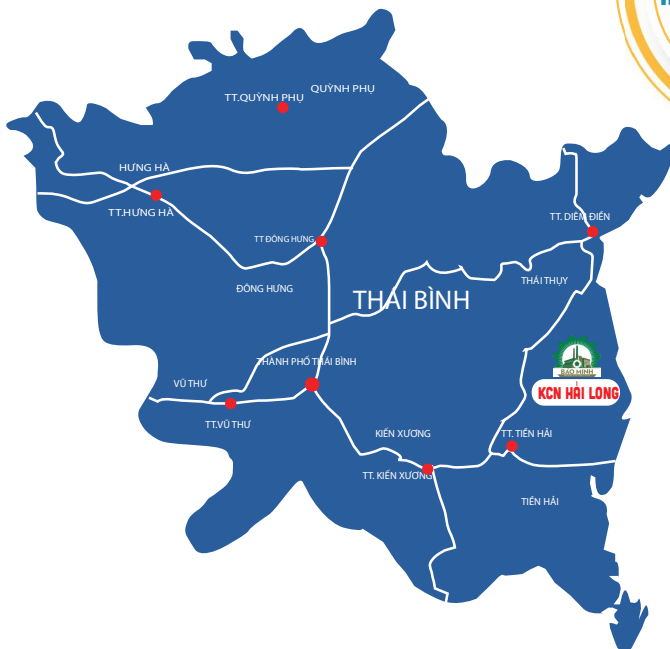 QUỲNH PHỤ
TT.QUỲNH PHỤ
HƯNG HÀ
TT.HƯNG HÀ
TT. DIÊM ĐIỀN
TT ĐÔNG HƯNG
THÁI THỤY
ĐÔNG HƯNG
THÁI BÌNH
THÀNH PHỐ THÁI BÌNH
BẢO MINH
VŨ THƯ
KCN HẢI LONG
TT.VŨ THƯ
KIẾN XƯƠNG
TT. TIỀN HẢI
TT. KIẾN XƯƠNG
TIỀN HẢI